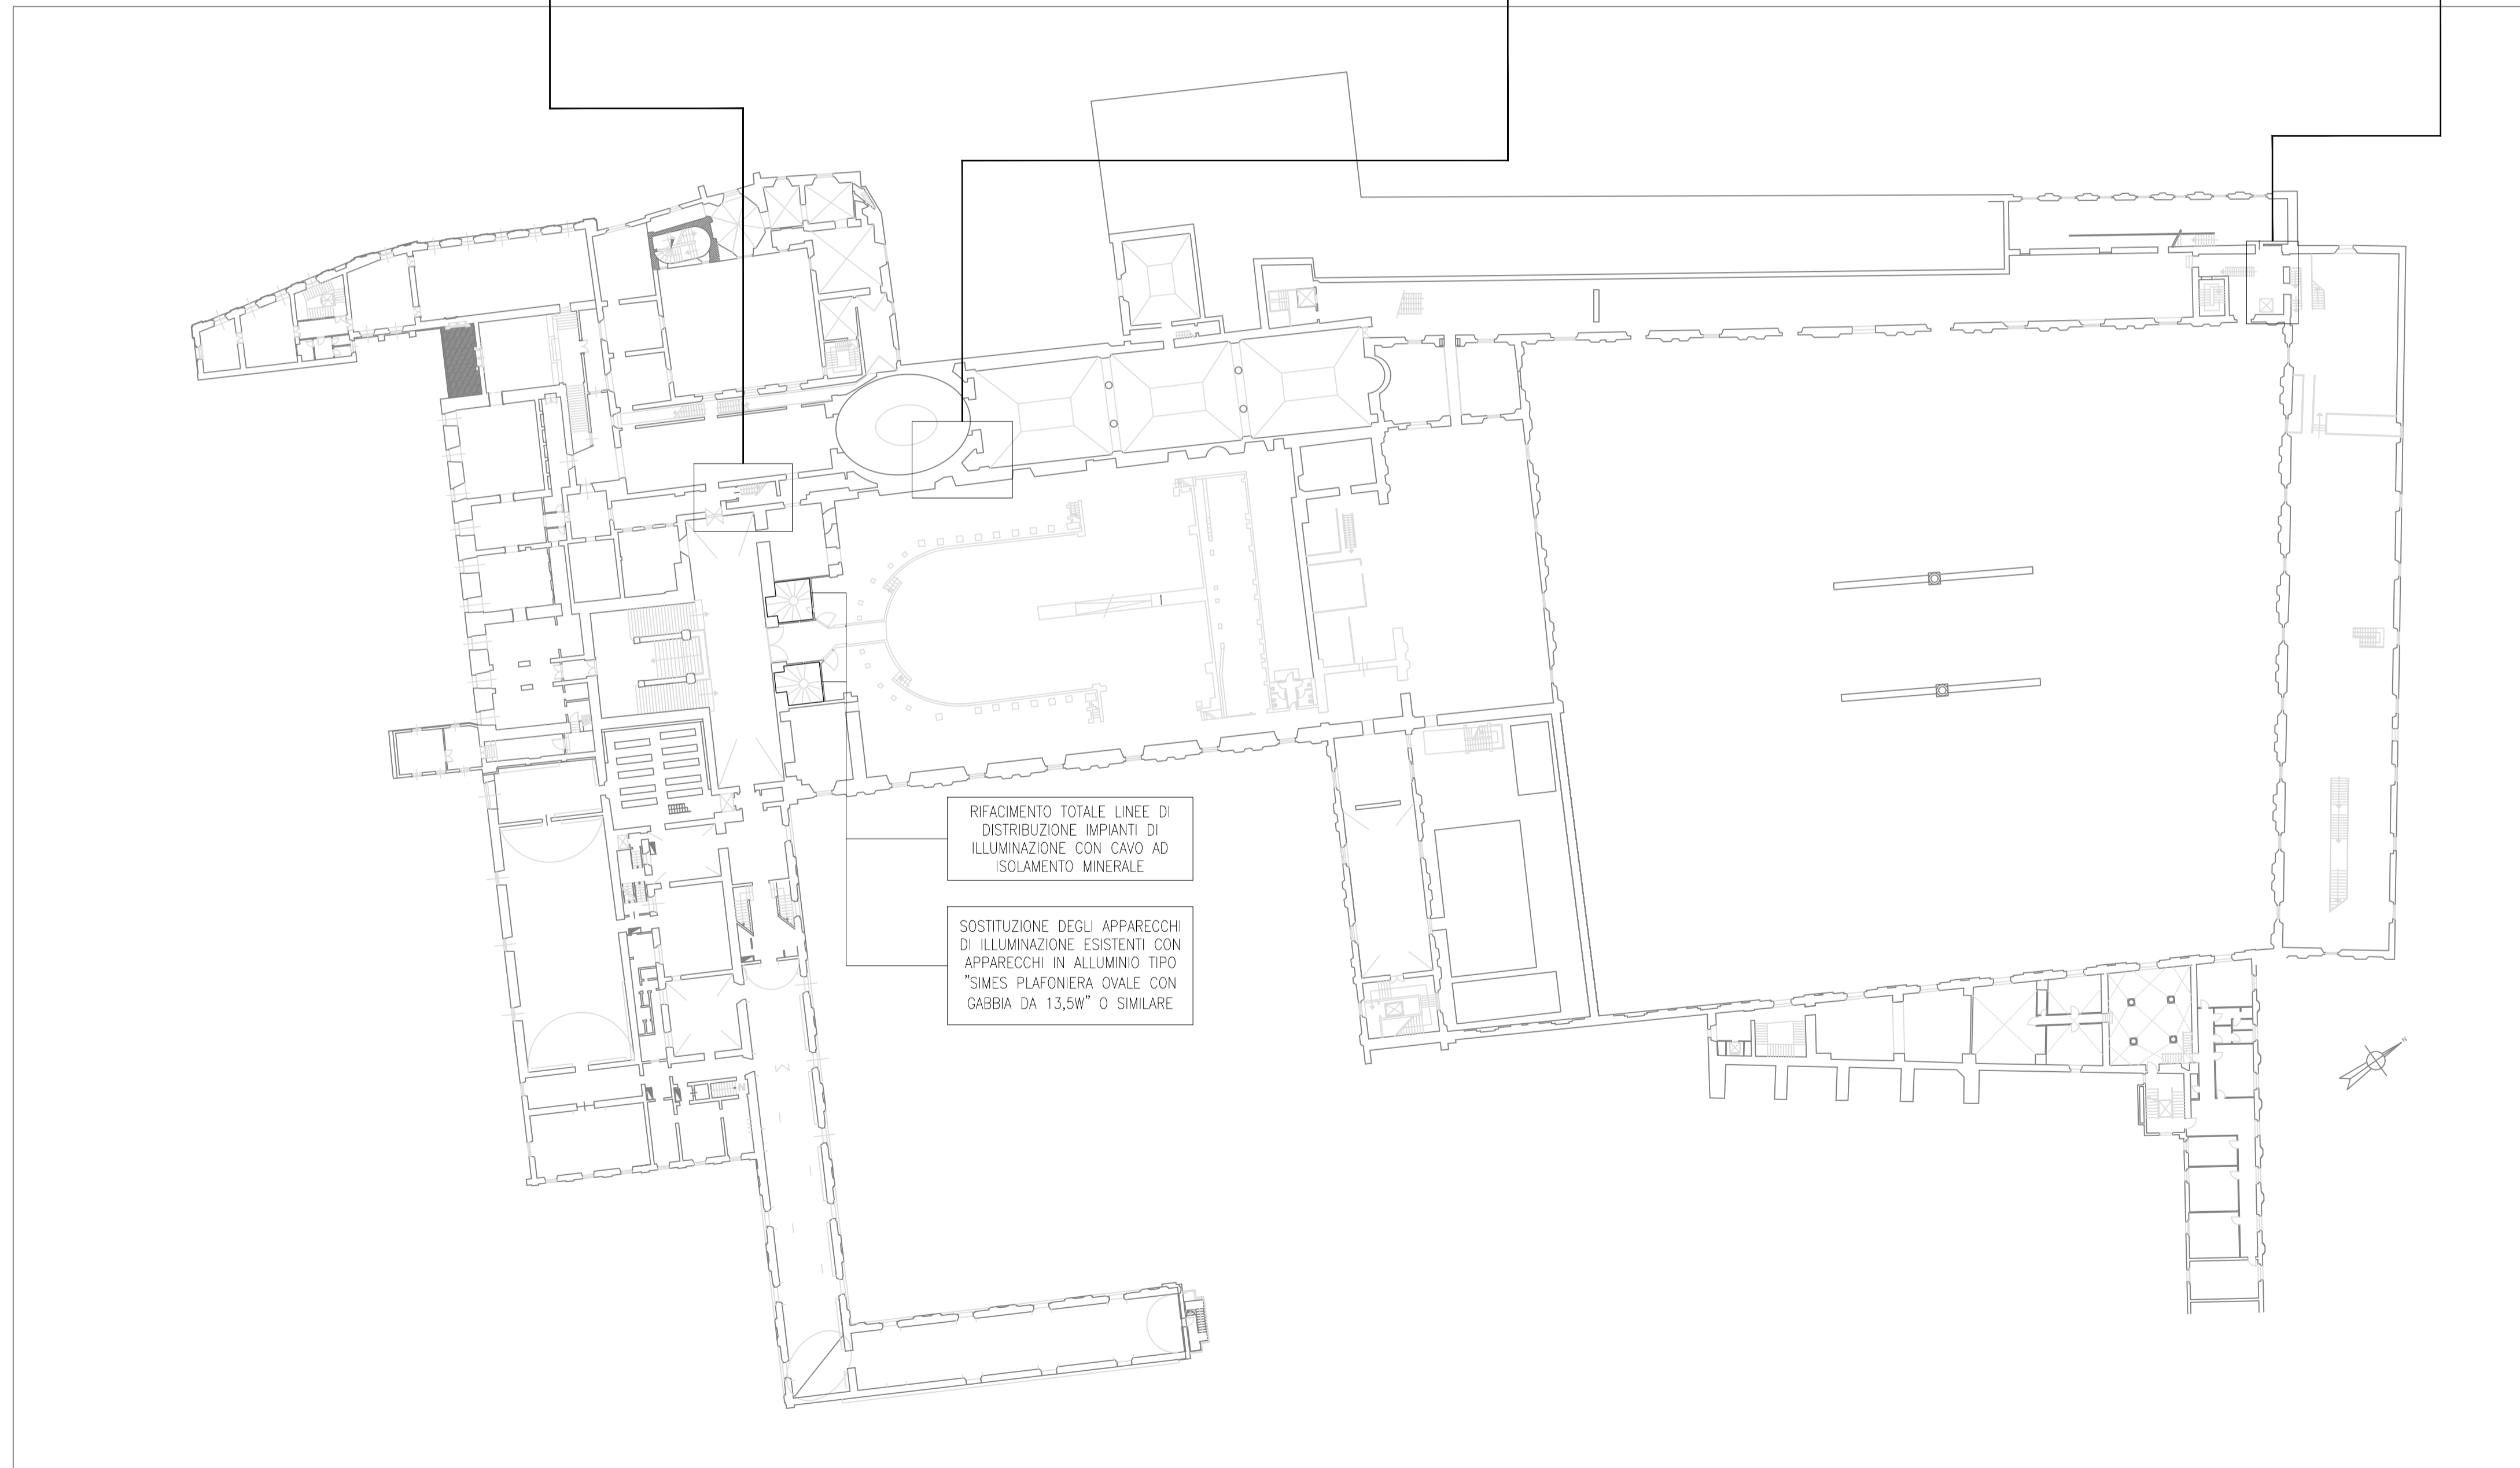 RIFACIMENTO TOTALE LINEE DI
DISTRIBUZIONE IMPIANTI DI
ILLUMINAZIONE CON CAVO AD
ISOLAMENTO MINERALE
SOSTITUZIONE DEGLI APPARECCHI
DI ILLUMINAZIONE ESISTENTI CON
APPARECCHI IN ALLUMINIO TIPO
"SIMES PLAFONIERA OVALE CON
GABBIA DA 13,5W" O SIMILARE
N